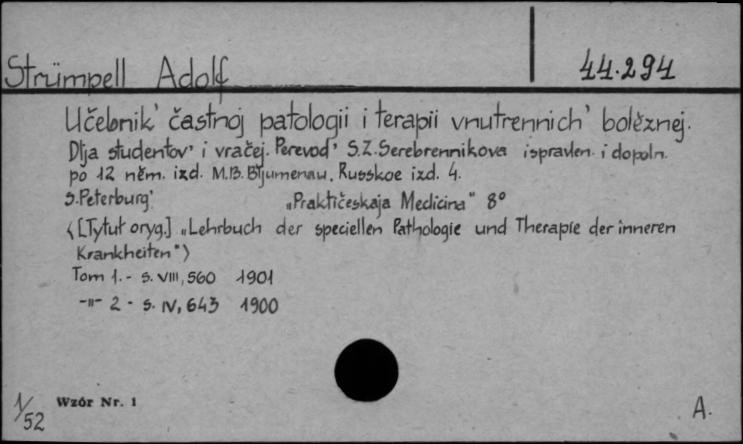 Strümpell Adolf
44.294
Učebnik' častnoj patologii i terapii vnutrennich' bolěznej.
Dlja studentov' i vračej. Perevod' S.Z. Serebrennikova ispravlen. i dopoln.
po 12 něm. izd. M.B. Bljumenau. Russkoe izd. 4.
S.Peterburg' „Praktičeskaja Medicina" 8°
〈[Tytuł oryg.] „Lehrbuch der speciellen Pathologie und Therapie der inneren
Krankheiten"〉
Tom 1. - s. VIII, 560 1901
-"- 2 - s. IV, 643 1900
1/52
Wzór Nr. 1
A.